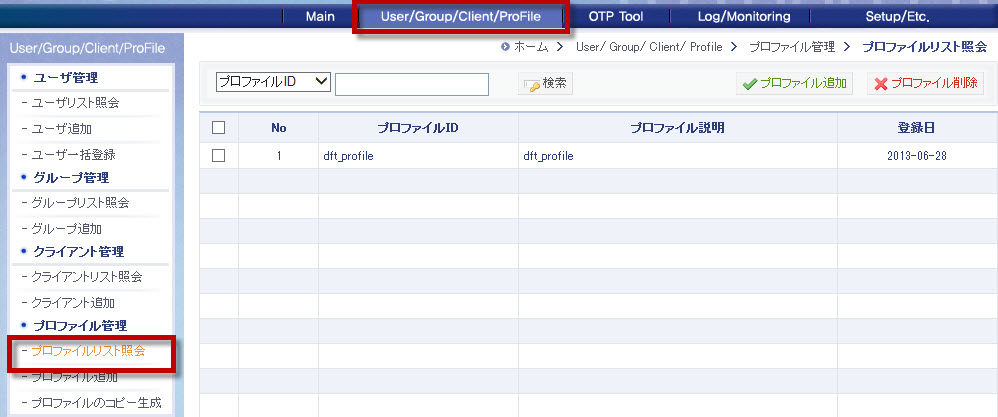 Main User/Group/Client/ProFile OTP Tool Log/Monitoring Setup/Etc.
User/Group/Client/ProFile
ホーム > User/ Group/ Client/ Profile > プロファイル管理 > プロファイルリスト照会
• ユーザ管理
- ユーザリスト照会
- ユーザ追加
- ユーザー括登録
• グループ管理
- グループリスト照会
- グループ追加
• クライアント管理
- クライアントリスト照会
- クライアント追加
• プロファイル管理
- プロファイルリスト照会
- プロファイル追加
- プロファイルのコピー生成
プロファイルID 検索 プロファイル追加 プロファイル削除
No プロファイルID プロファイル説明 登録日
1 dft_profile dft_profile 2013-06-28